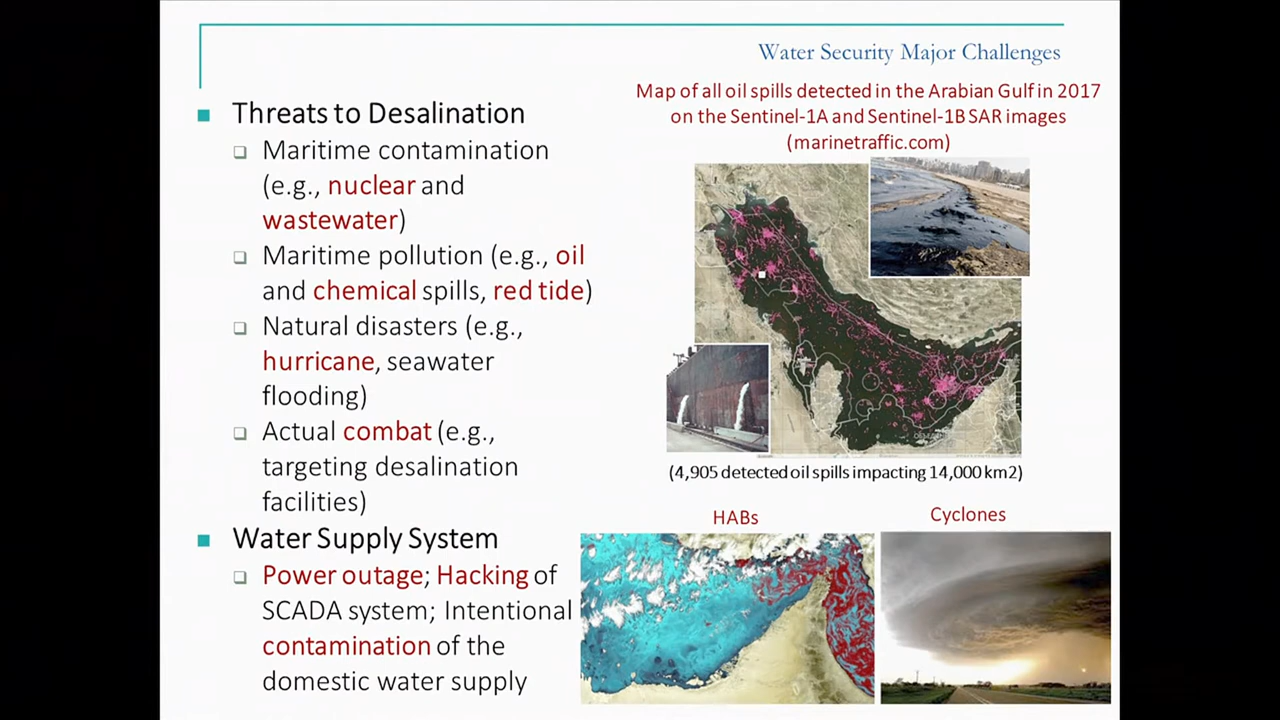 Water Security Major Challenges
Threats to Desalination
Maritime contamination
(e.g., nuclear and
wastewater)
Maritime pollution (e.g., oil
and chemical spills, red tide)
Natural disasters (e.g.,
hurricane, seawater
flooding)
Actual combat (e.g.,
targeting desalination
facilities)
Water Supply System
Power outage; Hacking of
SCADA system; Intentional
contamination of the
domestic water supply
Map of all oil spills detected in the Arabian Gulf in 2017
on the Sentinel-1A and Sentinel-1B SAR images
(marinetraffic.com)
(4,905 detected oil spills impacting 14,000 km2)
HABs
Cyclones